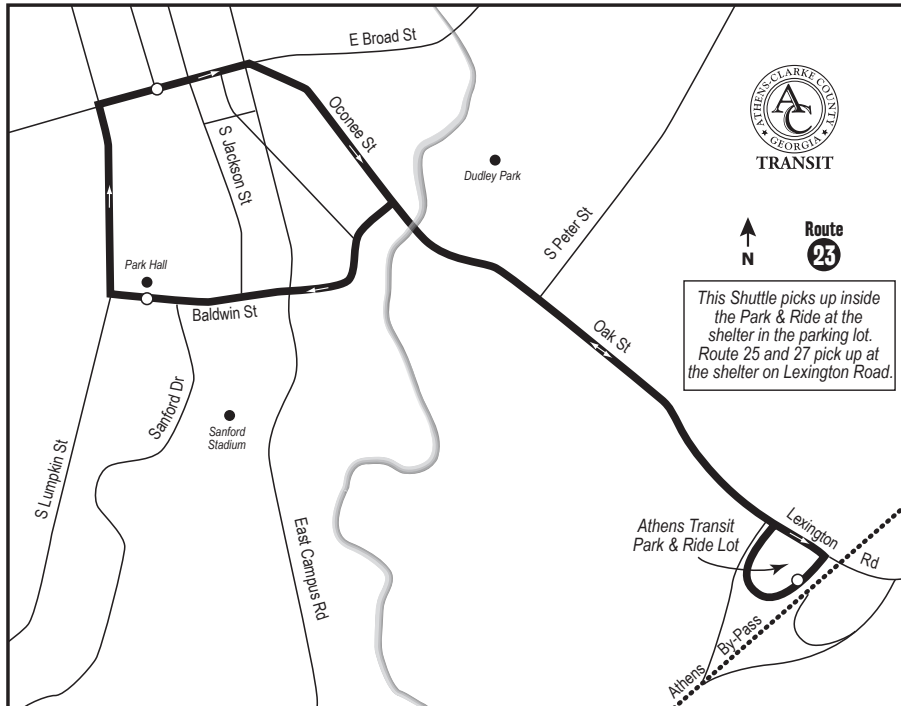 E Broad St
Oconee St
S Jackson St
Dudley Park
ATHENS-CLARKE COUNTY
AC
GEORGIA
TRANSIT
S Peter St
N
Route
23
Park Hall
Baldwin St
This Shuttle picks up inside
the Park & Ride at the
shelter in the parking lot.
Route 25 and 27 pick up at
the shelter on Lexington Road.
Oak St
Sanford Dr
Sanford
Stadium
S Lumpkin St
East Campus Rd
Athens Transit
Park & Ride Lot
Lexington Rd
Athens By-Pass